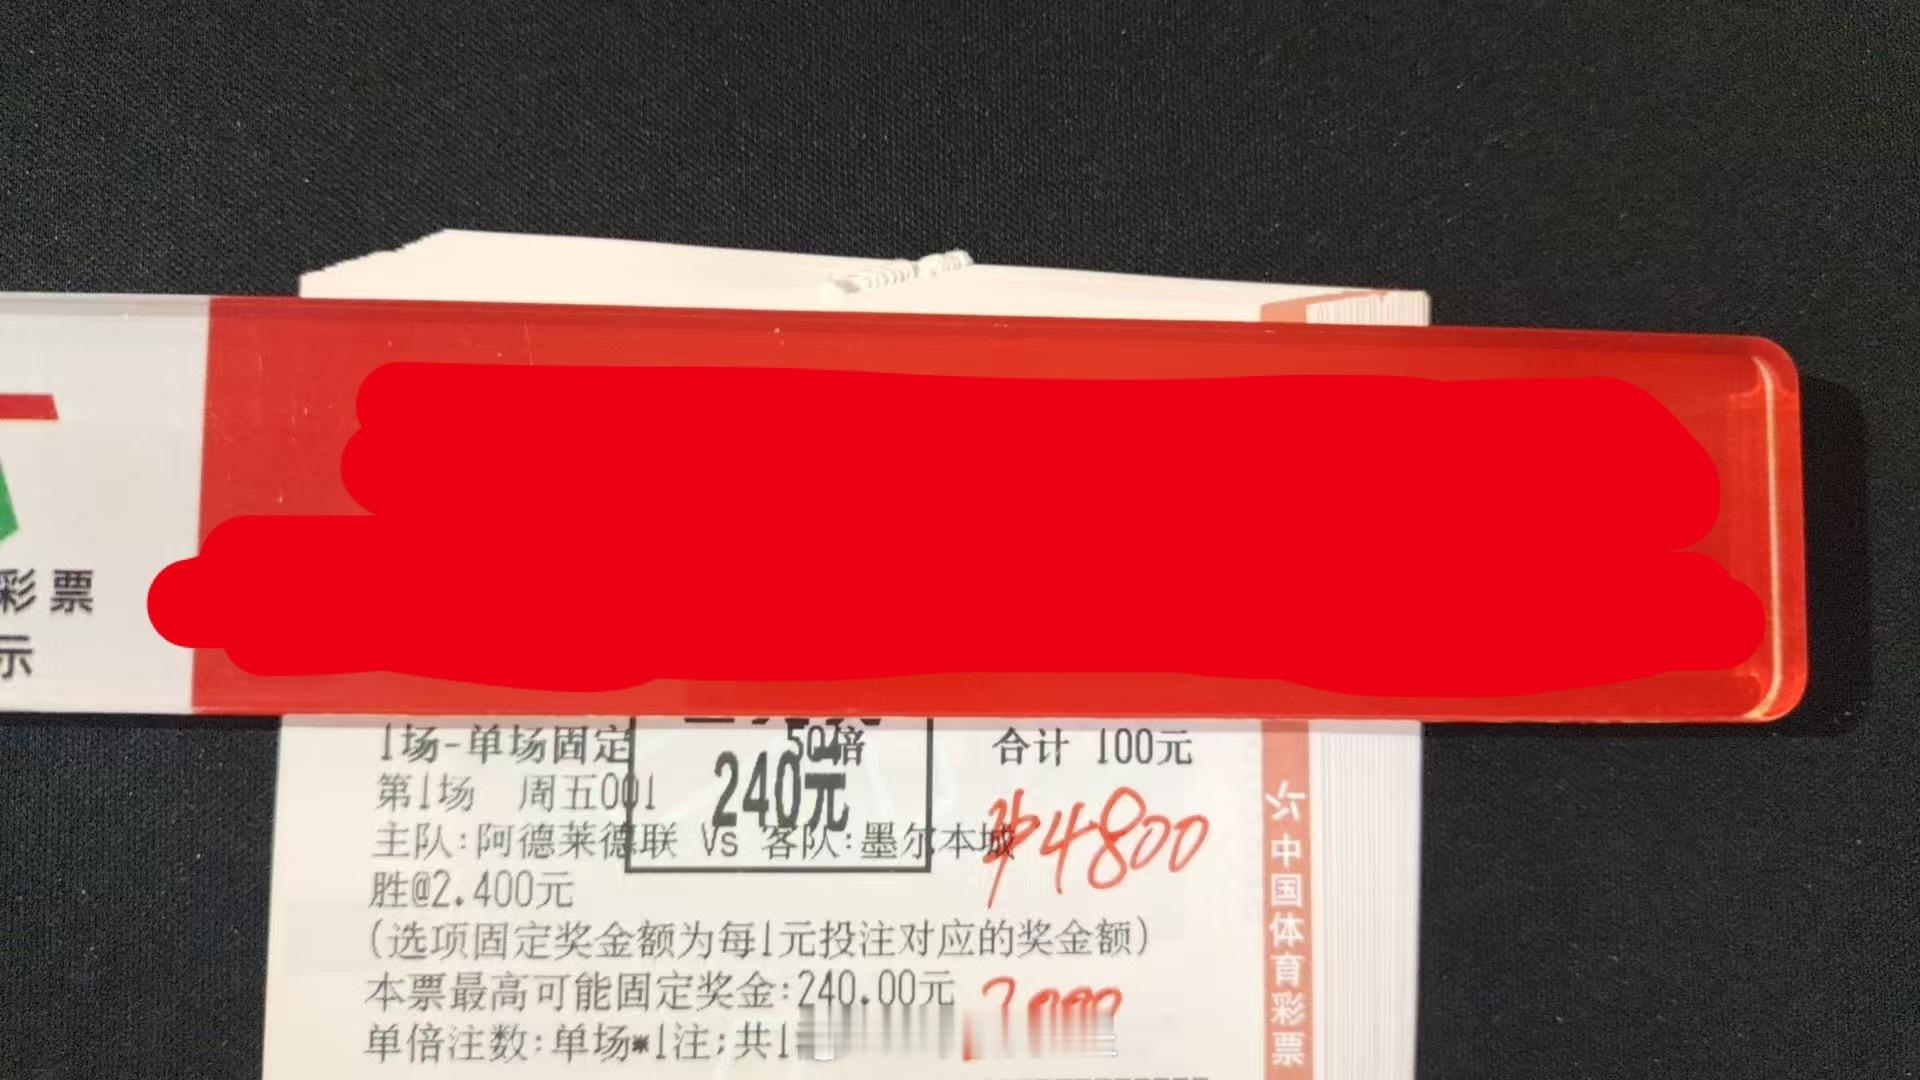 彩票
示
1场-单场固定
50倍
合计 100元
240元
第1场 周五001
主队:阿德莱德联 Vs 客队:墨尔本城
4800
胜@2.400元
(选项固定奖金额为每1元投注对应的奖金额)
本票最高可能固定奖金:240.00元
单倍注数:单场*1注;共1
中国体育彩票